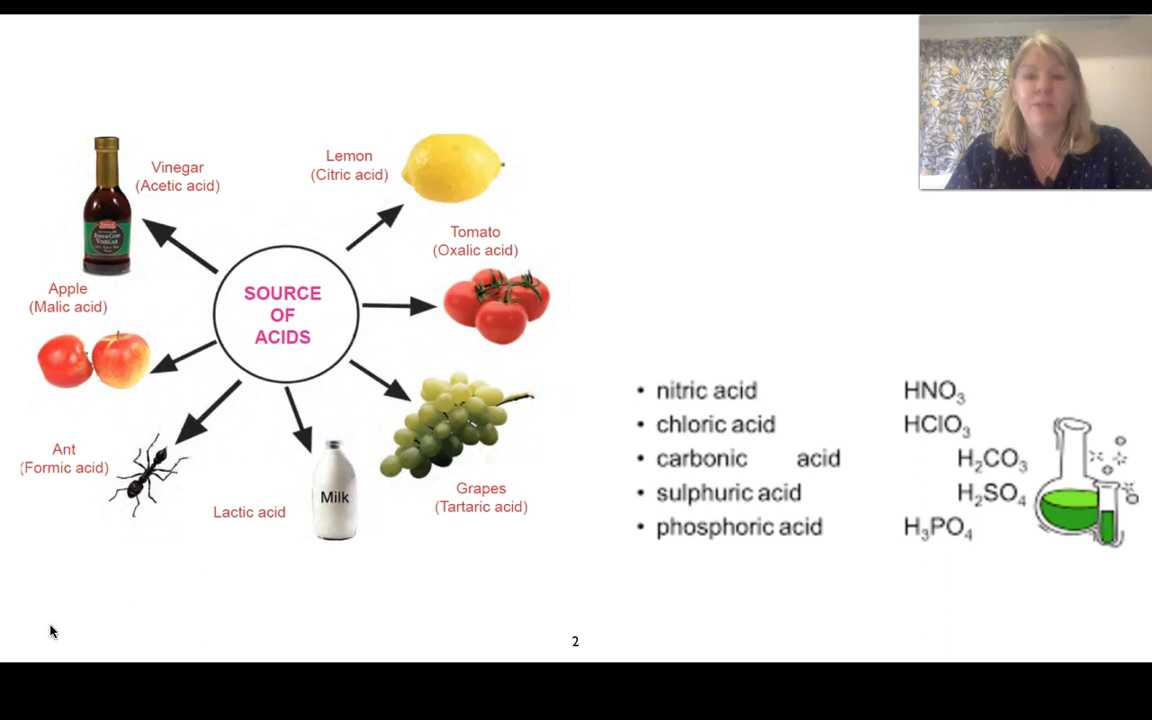 Vinegar
(Acetic acid)
Lemon
(Citric acid)
Tomato
(Oxalic acid)
VINEGAR
Apple
(Malic acid)
SOURCE
OF
ACIDS
Ant
(Formic acid)
Lactic acid
Milk
Grapes
(Tartaric acid)
• nitric acid HNO₃
• chloric acid HClO₃
• carbonic acid H₂CO₃
• sulphuric acid H₂SO₄
• phosphoric acid H₃PO₄
2